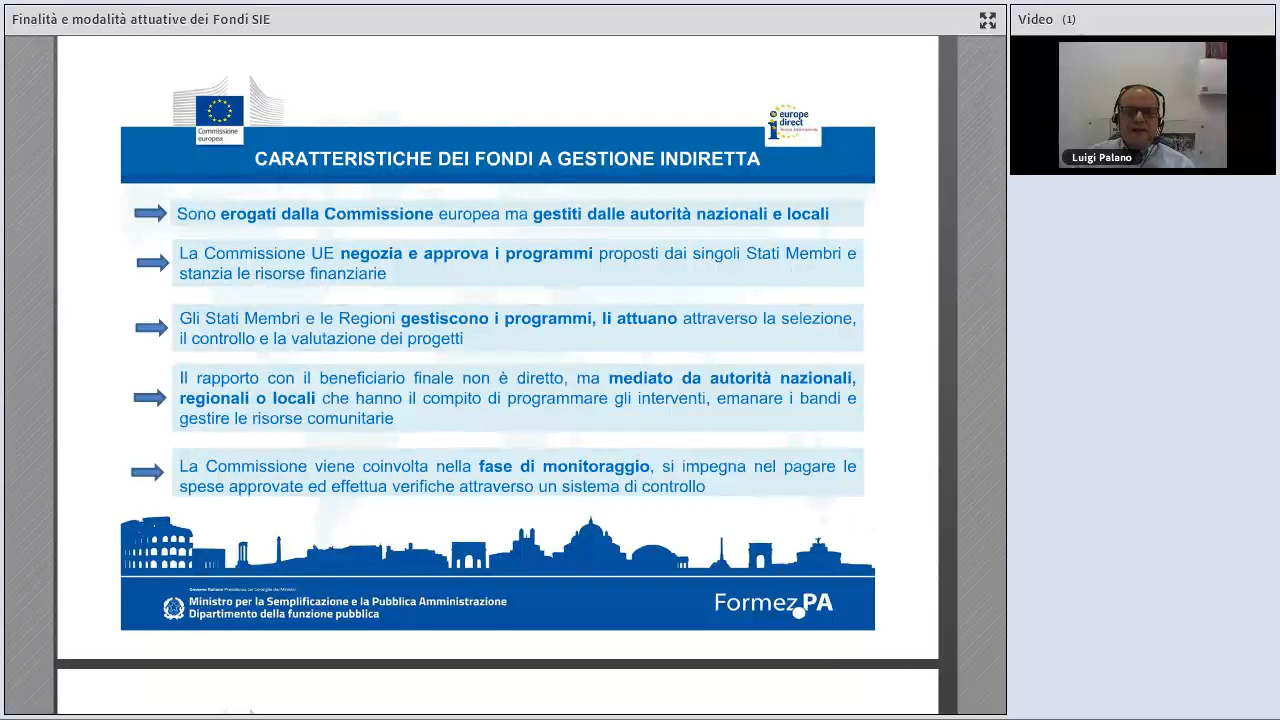 Finalità e modalità attuative dei Fondi SIE
Video (1)
Luigi Palano
Commissione
europea
europe
direct
CARATTERISTICHE DEI FONDI A GESTIONE INDIRETTA
Sono erogati dalla Commissione europea ma gestiti dalle autorità nazionali e locali
La Commissione UE negozia e approva i programmi proposti dai singoli Stati Membri e
stanzia le risorse finanziarie
Gli Stati Membri e le Regioni gestiscono i programmi, li attuano attraverso la selezione,
il controllo e la valutazione dei progetti
Il rapporto con il beneficiario finale non è diretto, ma mediato da autorità nazionali,
regionali o locali che hanno il compito di programmare gli interventi, emanare i bandi e
gestire le risorse comunitarie
La Commissione viene coinvolta nella fase di monitoraggio, si impegna nel pagare le
spese approvate ed effettua verifiche attraverso un sistema di controllo
Ministro per la Semplificazione e la Pubblica Amministrazione
Dipartimento della funzione pubblica
Formez PA